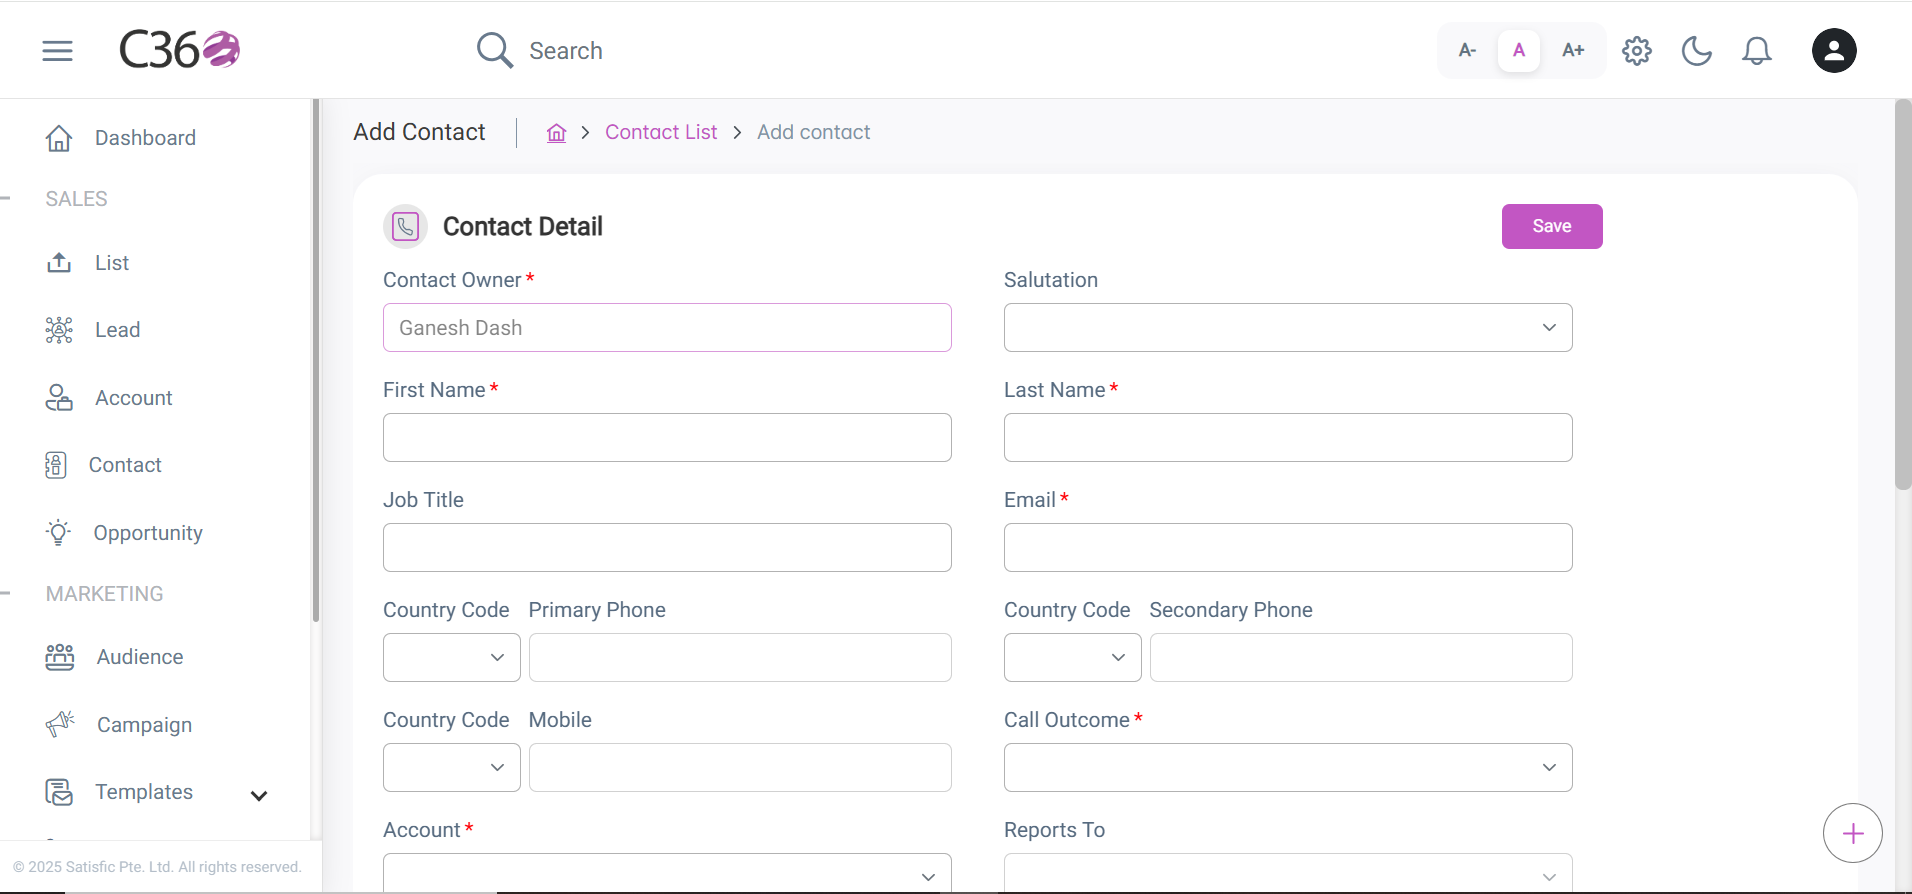 C360
Search
A- A A+
Dashboard
SALES
List
Lead
Account
Contact
Opportunity
MARKETING
Audience
Campaign
Templates
© 2025 Satisfic Pte. Ltd. All rights reserved.
Add Contact
Contact List
Add contact
Contact Detail
Save
Contact Owner *
Salutation
Ganesh Dash
First Name *
Last Name *
Job Title
Email *
Country Code Primary Phone
Country Code Secondary Phone
Country Code Mobile
Call Outcome *
Account *
Reports To